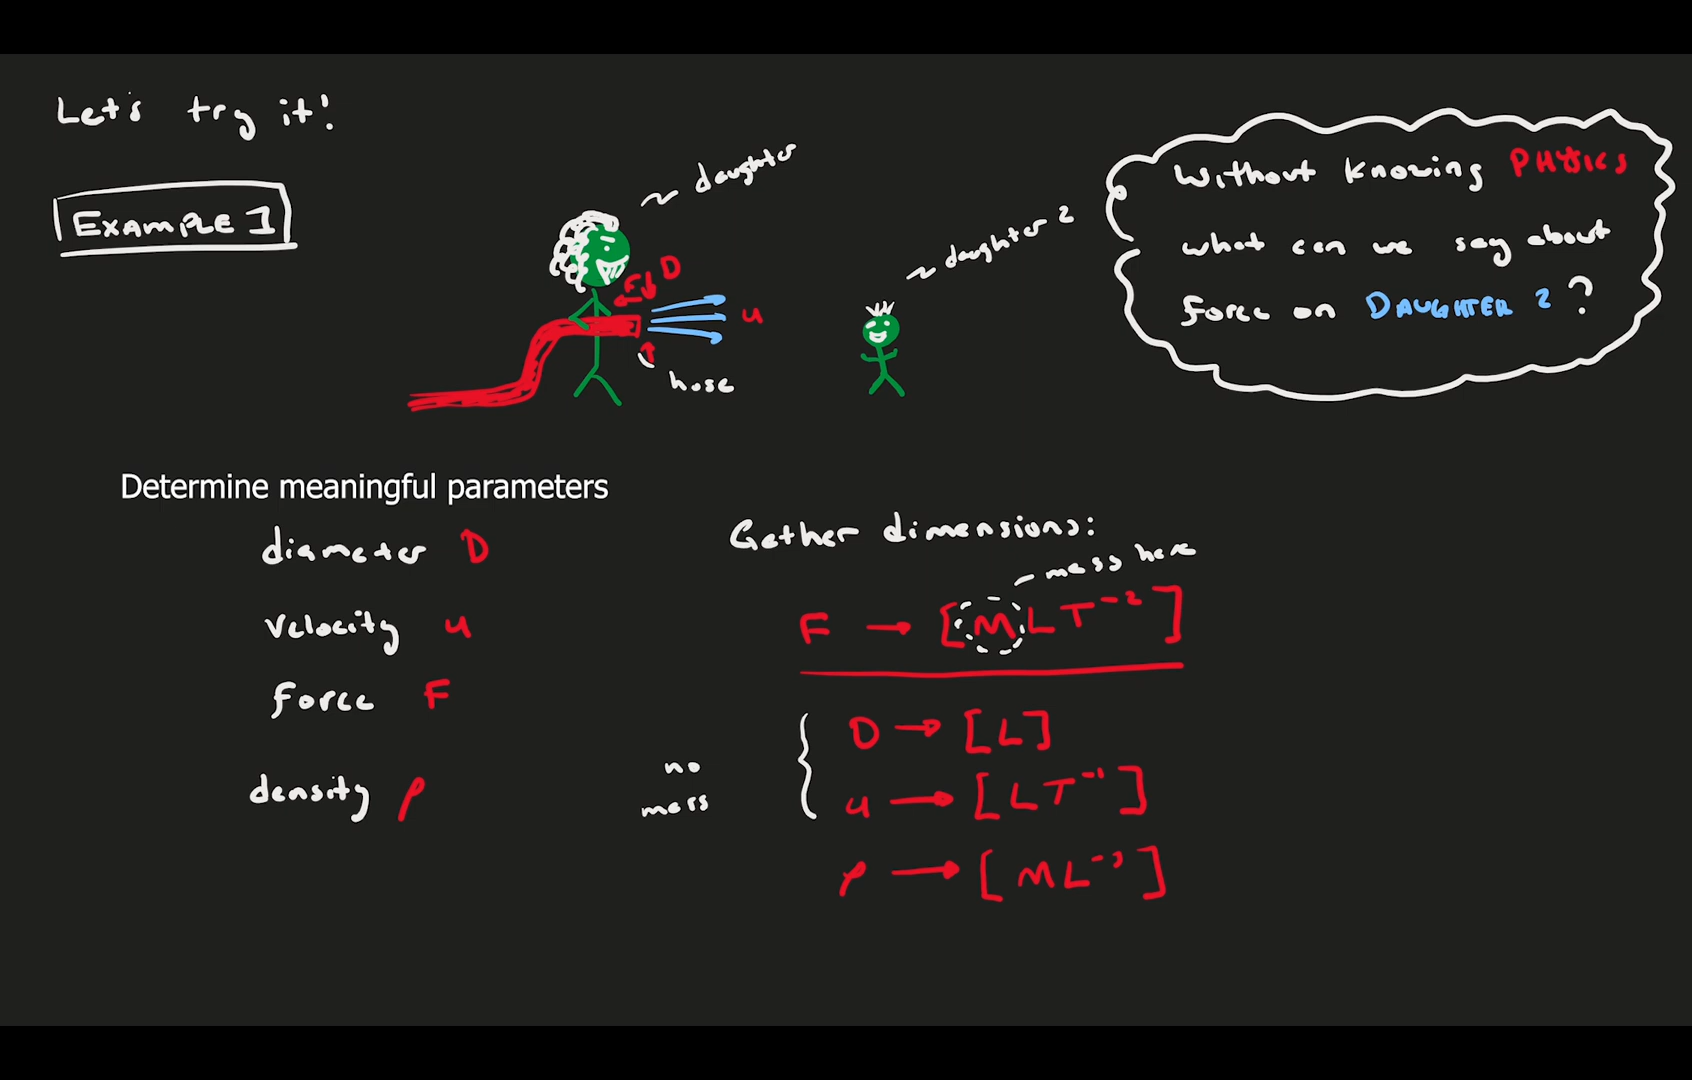 Let's try it!
Example 1
~ daughter
D
F
u
hose
~ daughter 2
Without knowing PHYSICS
what can we say about
force on DAUGHTER 2?
Determine meaningful parameters
diameter D
velocity u
force F
density ρ
Gather dimensions:
mass here
F → [MLT⁻²]
no
mass
D → [L]
u → [LT⁻¹]
ρ → [ML⁻³]